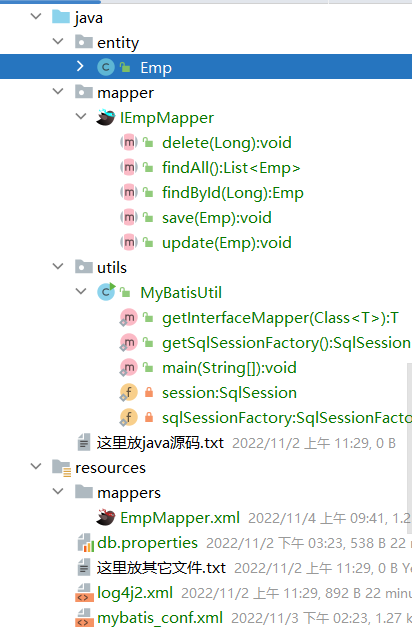 java
entity
Emp
mapper
IEmpMapper
delete(Long):void
findAll():List<Emp>
findById(Long):Emp
save(Emp):void
update(Emp):void
utils
MyBatisUtil
getInterfaceMapper(Class<T>):T
getSqlSessionFactory():SqlSession
main(String[]):void
session:SqlSession
sqlSessionFactory:SqlSessionFacto
这里放java源码.txt 2022/11/2 上午 11:29, 0 B
resources
mappers
EmpMapper.xml 2022/11/4 上午 09:41, 1.2
db.properties 2022/11/2 下午 03:23, 538 B 22 m
这里放其它文件.txt 2022/11/2 上午 11:29, 0 B Ye
log4j2.xml 2022/11/2 上午 11:29, 892 B 22 minu
mybatis_conf.xml 2022/11/3 下午 02:23, 1.27 k